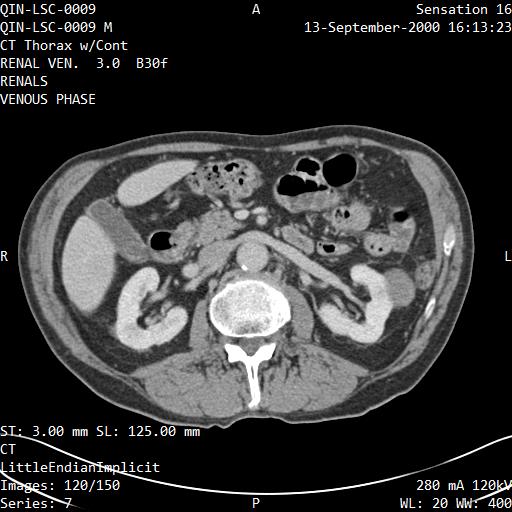 QIN-LSC-0009
A
Sensation 16
QIN-LSC-0009 M
13-September-2000 16:13:23
CT Thorax w/Cont
RENAL VEN. 3.0 B30f
RENALS
VENOUS PHASE
R
L
ST: 3.00 mm SL: 125.00 mm
CT
LittleEndianImplicit
Images: 120/150
280 mA 120kV
Series: 7
P
WL: 20 WW: 400